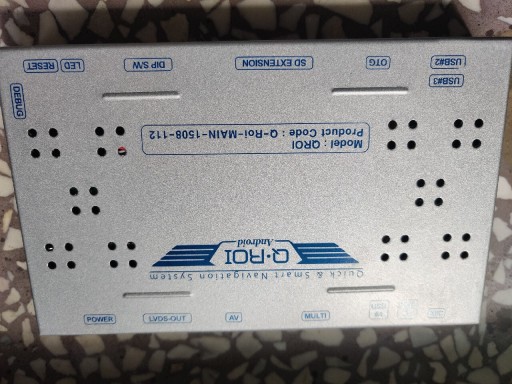 Quick & Smart Navigation System
Q·ROI
Android
Model : QROI
Product Code : Q-Roi-MAIN-1508-112
USB#2
USB#3
OTG
SD EXTENSION
DIP S/W
LED
RESET
DEBUG
POWER
LVDS-OUT
AV
MULTI